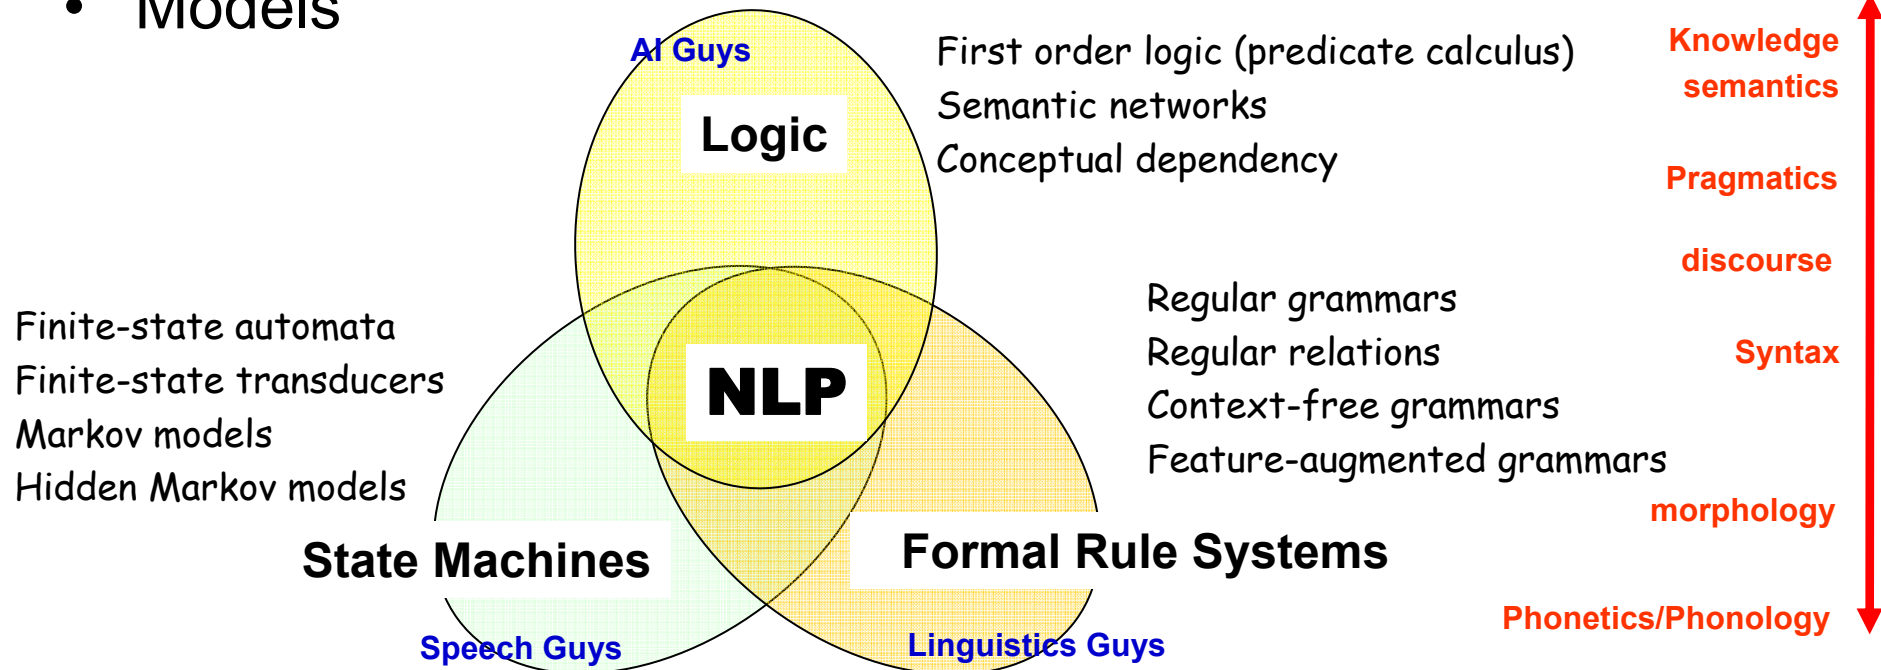 • Models
AI Guys
Logic
First order logic (predicate calculus)
Semantic networks
Conceptual dependency
Knowledge
semantics
Pragmatics
discourse
Syntax
morphology
Phonetics/Phonology
Finite-state automata
Finite-state transducers
Markov models
Hidden Markov models
NLP
Regular grammars
Regular relations
Context-free grammars
Feature-augmented grammars
State Machines
Formal Rule Systems
Speech Guys
Linguistics Guys